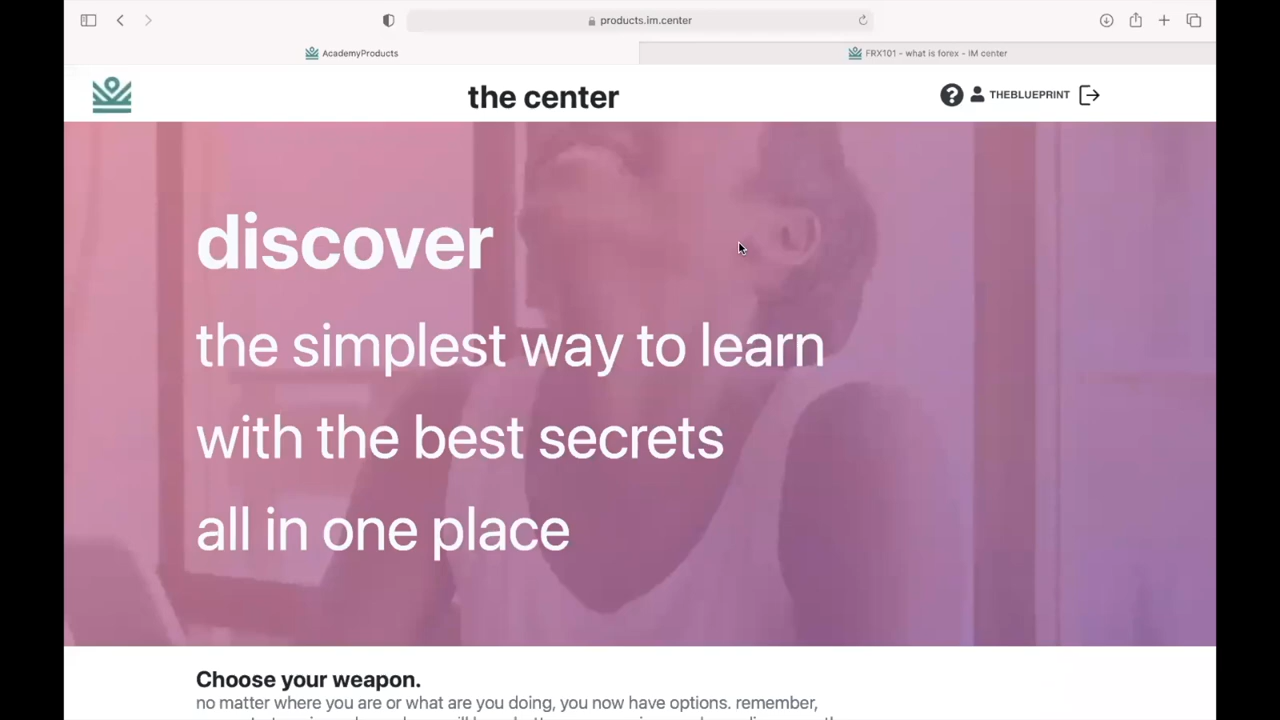 products.im.center
AcademyProducts
FRX101 - what is forex - IM center
the center
THEBLUEPRINT
discover
the simplest way to learn
with the best secrets
all in one place
Choose your weapon.
no matter where you are or what are you doing, you now have options. remember,